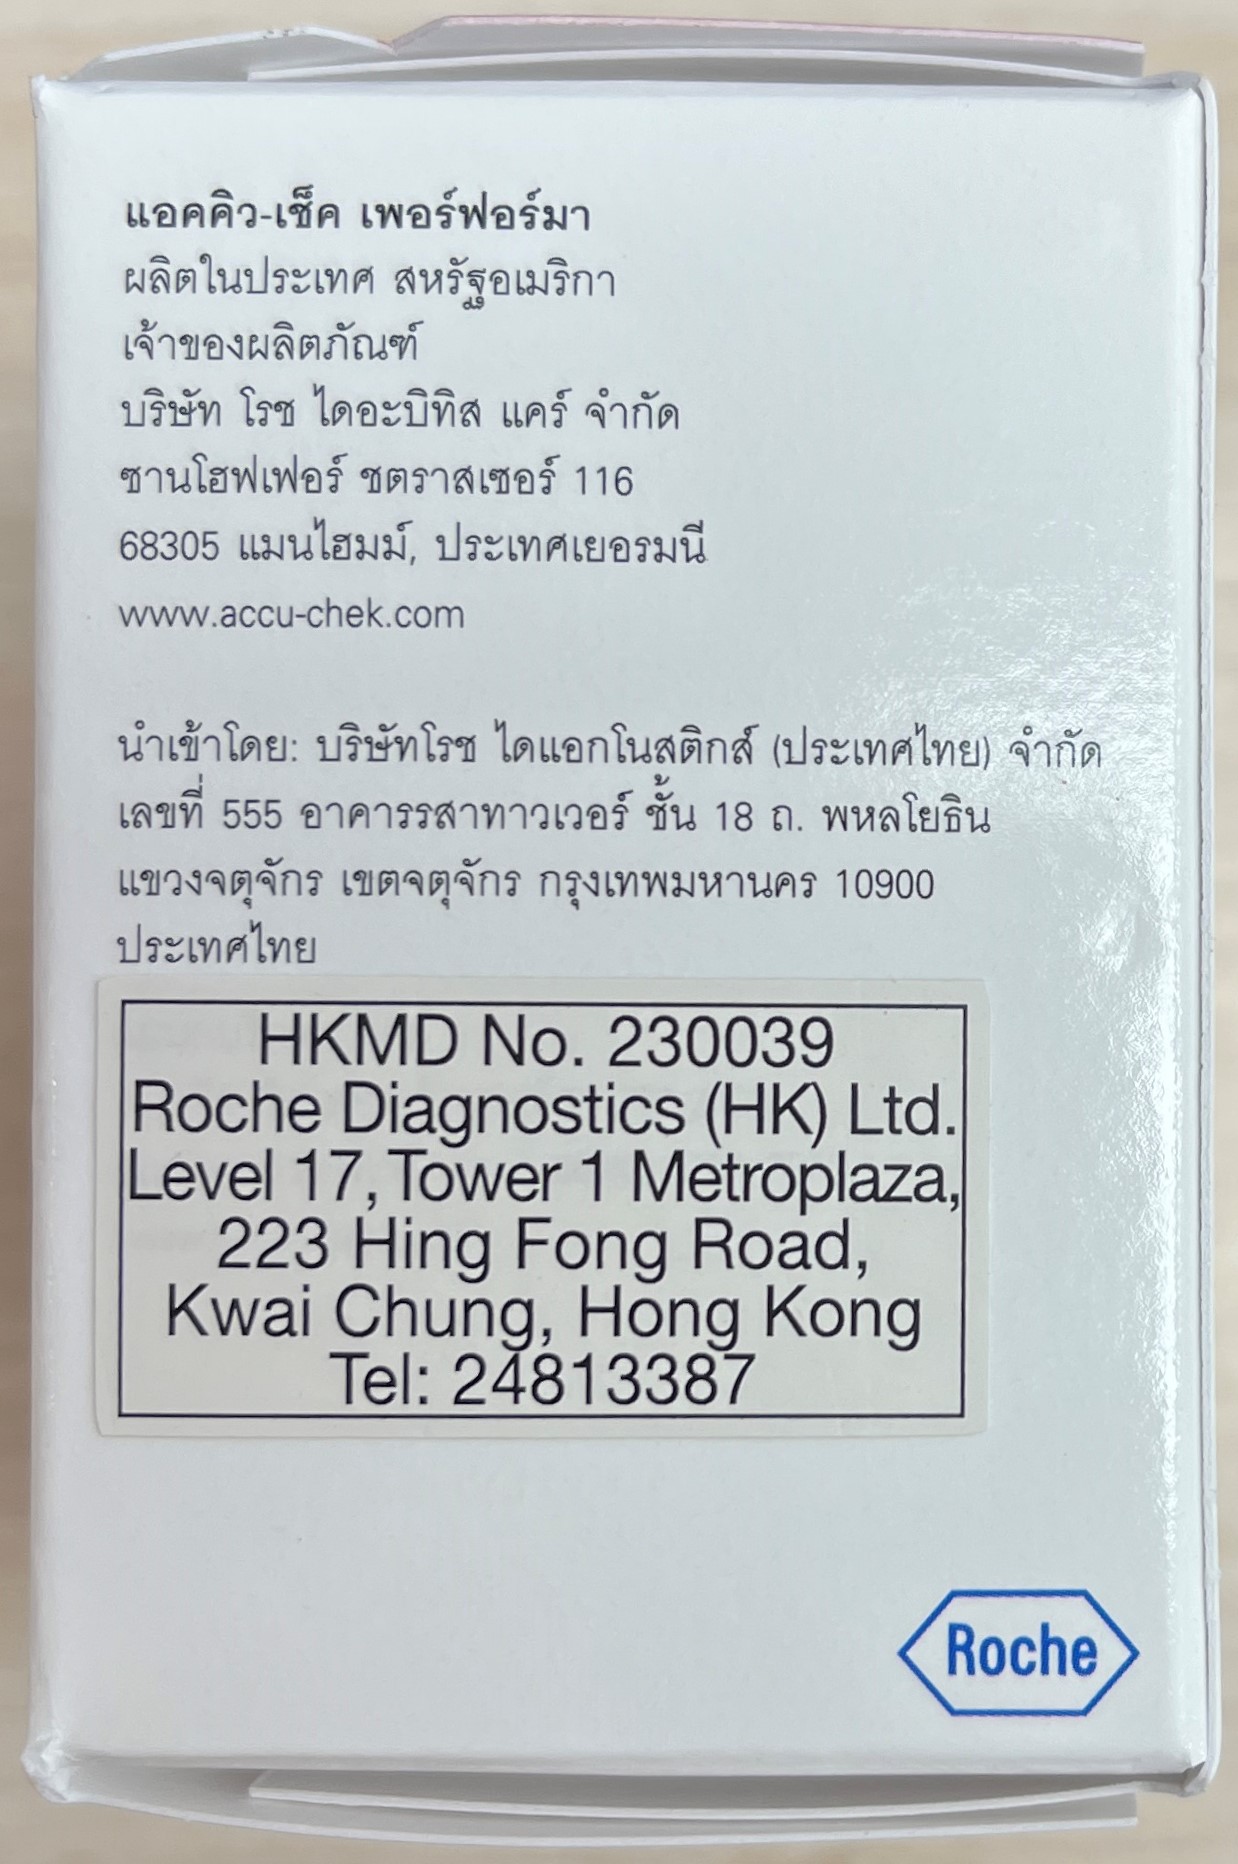 แอคคิว-เช็ค เพอร์ฟอร์มา
ผลิตในประเทศ สหรัฐอเมริกา
เจ้าของผลิตภัณฑ์
บริษัท โรช ไดอะบิทิส แคร์ จำกัด
ซานโฮฟเฟอร์ ชตราสเซอร์ 116
68305 แมนไฮมม์, ประเทศเยอรมนี
www.accu-chek.com
นำเข้าโดย: บริษัทโรช ไดแอกโนสติกส์ (ประเทศไทย) จำกัด
เลขที่ 555 อาคารรสาทาวเวอร์ ชั้น 18 ถ. พหลโยธิน
แขวงจตุจักร เขตจตุจักร กรุงเทพมหานคร 10900
ประเทศไทย
HKMD No. 230039
Roche Diagnostics (HK) Ltd.
Level 17, Tower 1 Metroplaza,
223 Hing Fong Road,
Kwai Chung, Hong Kong
Tel: 24813387
Roche